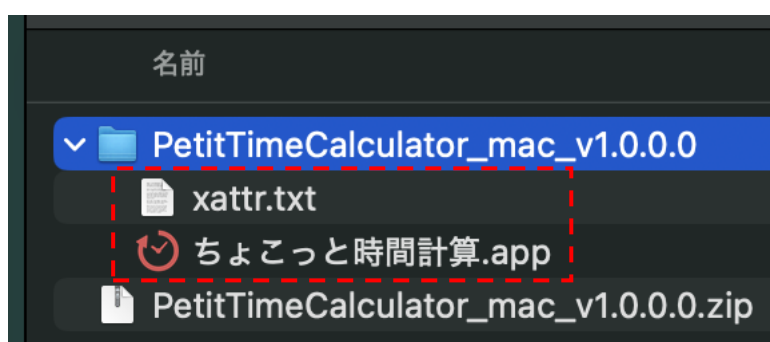 名前
PetitTimeCalculator_mac_v1.0.0.0
xattr.txt
ちょこっと時間計算.app
PetitTimeCalculator_mac_v1.0.0.0.zip